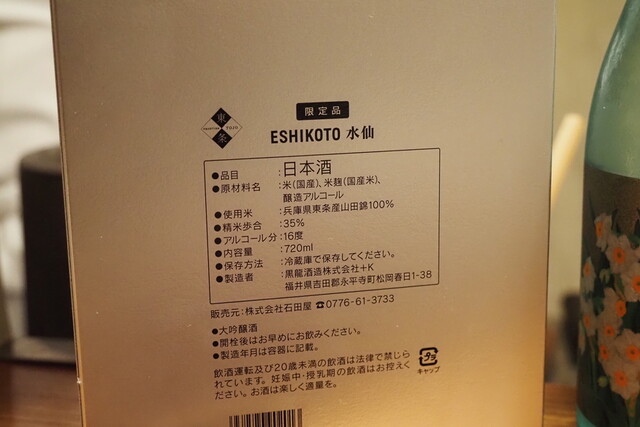 限定品
東
TOJO
条
ESHIKOTO 水仙
●品目 :日本酒
●原材料名 :米(国産)、米麹(国産米)、
醸造アルコール
●使用米 :兵庫県東条産山田錦100%
●精米歩合 :35%
●アルコール分:16度
●内容量 :720ml
●保存方法 :冷蔵庫で保存してください。
●製造者 :黒龍酒造株式会社+K
福井県吉田郡永平寺町松岡春日1-38
販売元:株式会社石田屋 ☎0776-61-3733
●大吟醸酒
●開栓後はお早めにお飲みください。
●製造年月は容器に記載。
飲酒運転及び20歳未満の飲酒は法律で禁じら
れています。妊娠中・授乳期の飲酒はお控えく
ださい。お酒は楽しく適量を。
プラ
キャップ